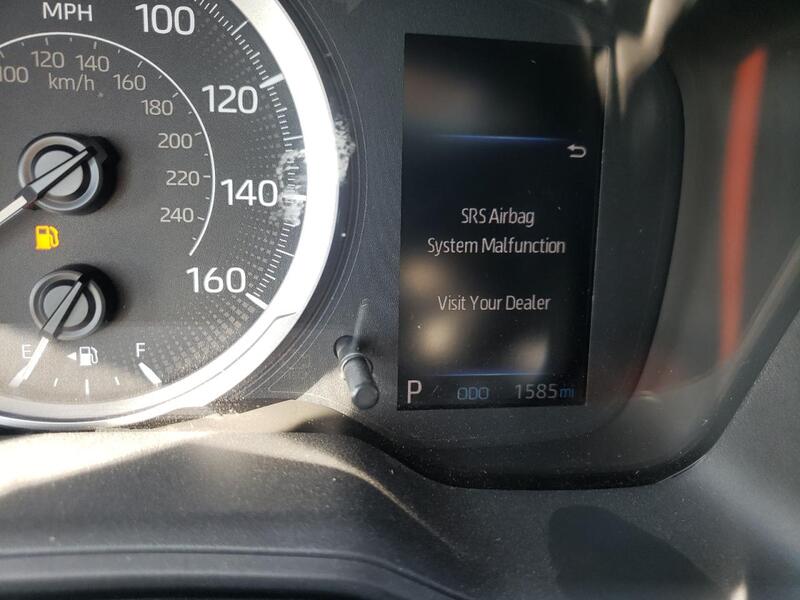 MPH
100
120
140
160
100
120
140
160
180
200
220
240
km/h
E
F
SRS Airbag
System Malfunction
Visit Your Dealer
P
ODO 1585 mi